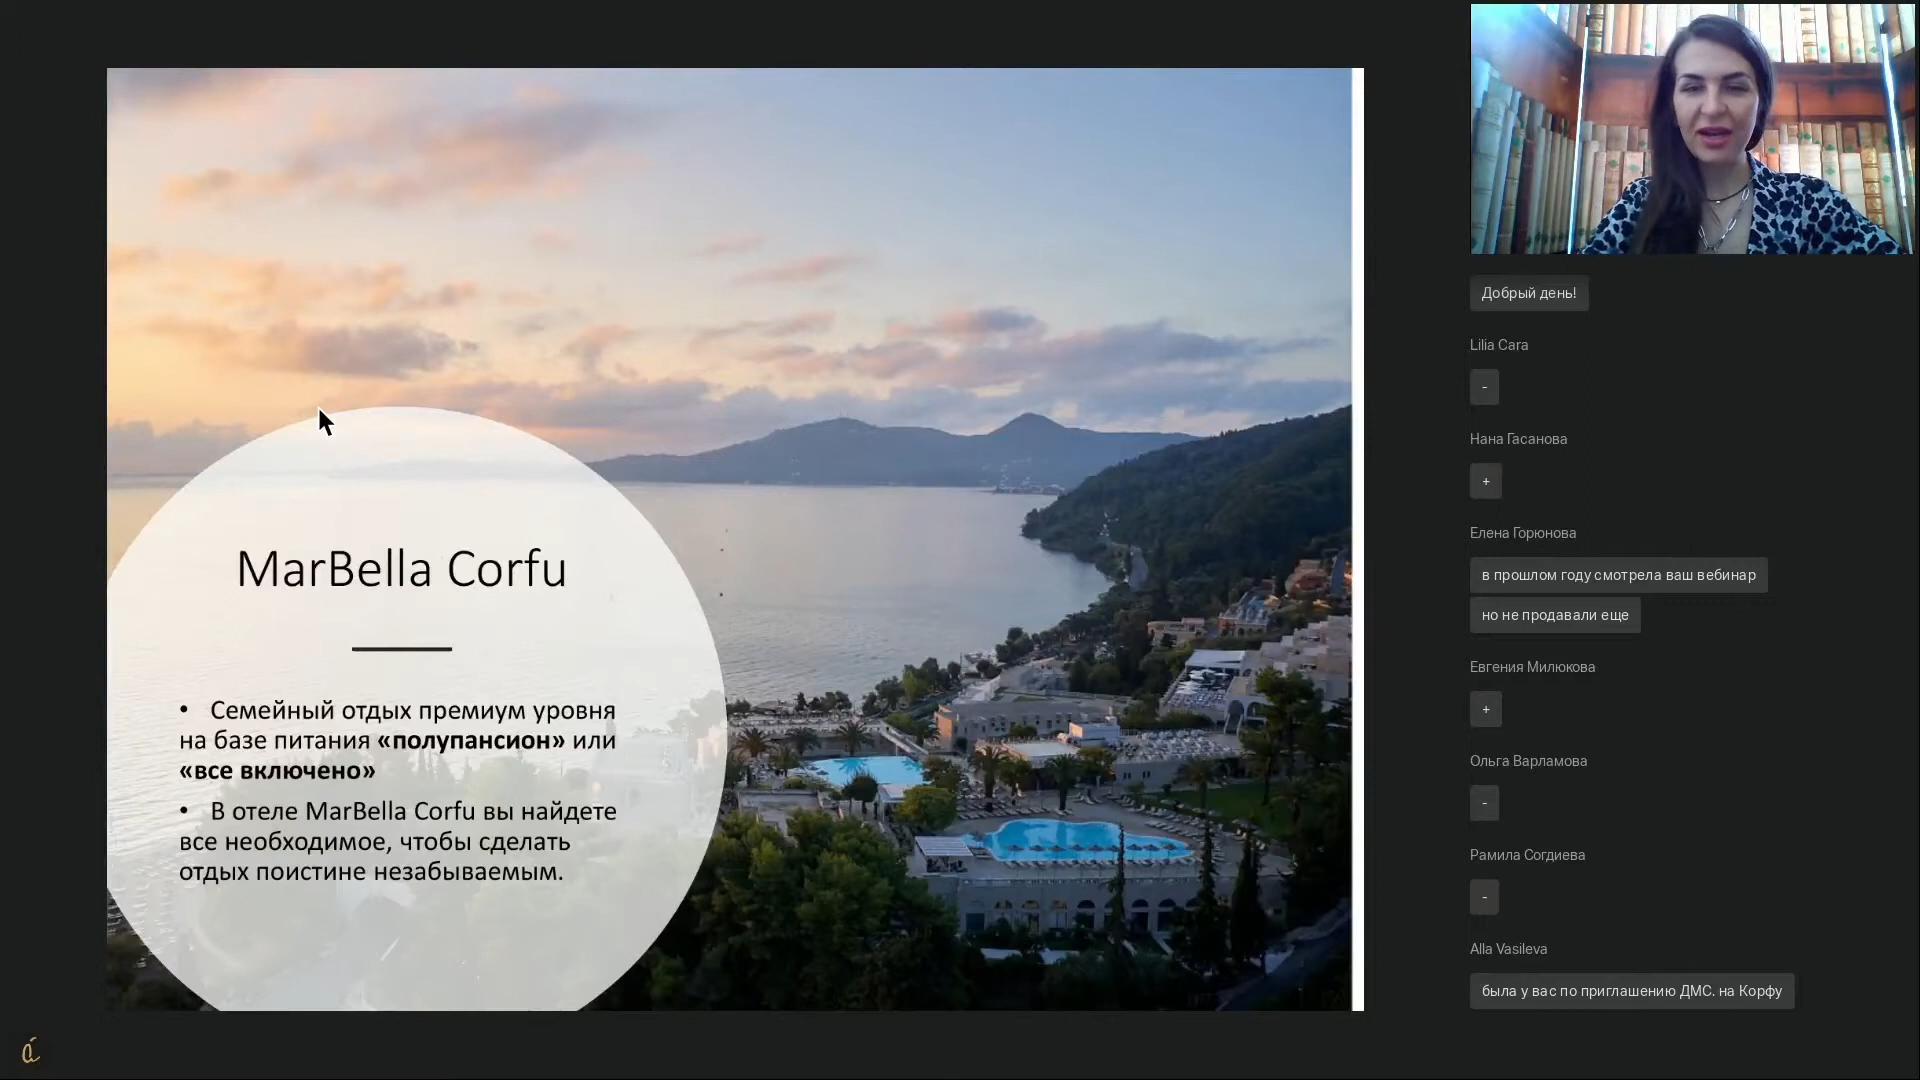 MarBella Corfu
• Семейный отдых премиум уровня
на базе питания «полупансион» или
«все включено»
• В отеле MarBella Corfu вы найдете
все необходимое, чтобы сделать
отдых поистине незабываемым.
Добрый день!
Lilia Cara
-
Нана Гасанова
+
Елена Горюнова
в прошлом году смотрела ваш вебинар
но не продавали еще
Евгения Милюкова
+
Ольга Варламова
-
Рамила Согдиева
-
Alla Vasileva
была у вас по приглашению ДМС. на Корфу
á